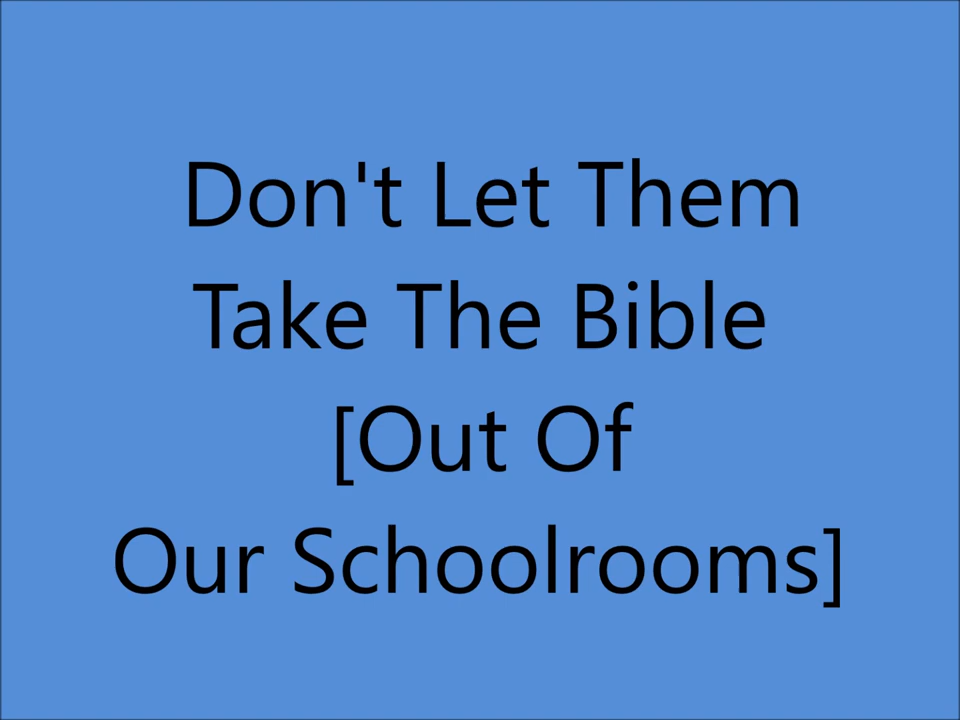 Don't Let Them
Take The Bible
[Out Of
Our Schoolrooms]